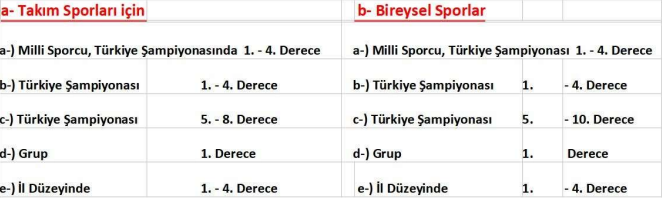 a- Takım Sporları için
a-) Milli Sporcu, Türkiye Şampiyonasında 1. - 4. Derece
b-) Türkiye Şampiyonası 1. - 4. Derece
c-) Türkiye Şampiyonası 5. - 8. Derece
d-) Grup 1. Derece
e-) İl Düzeyinde 1. - 4. Derece
b- Bireysel Sporlar
a-) Milli Sporcu, Türkiye Şampiyonası 1. - 4. Derece
b-) Türkiye Şampiyonası 1. - 4. Derece
c-) Türkiye Şampiyonası 5. - 10. Derece
d-) Grup 1. Derece
e-) İl Düzeyinde 1. - 4. Derece